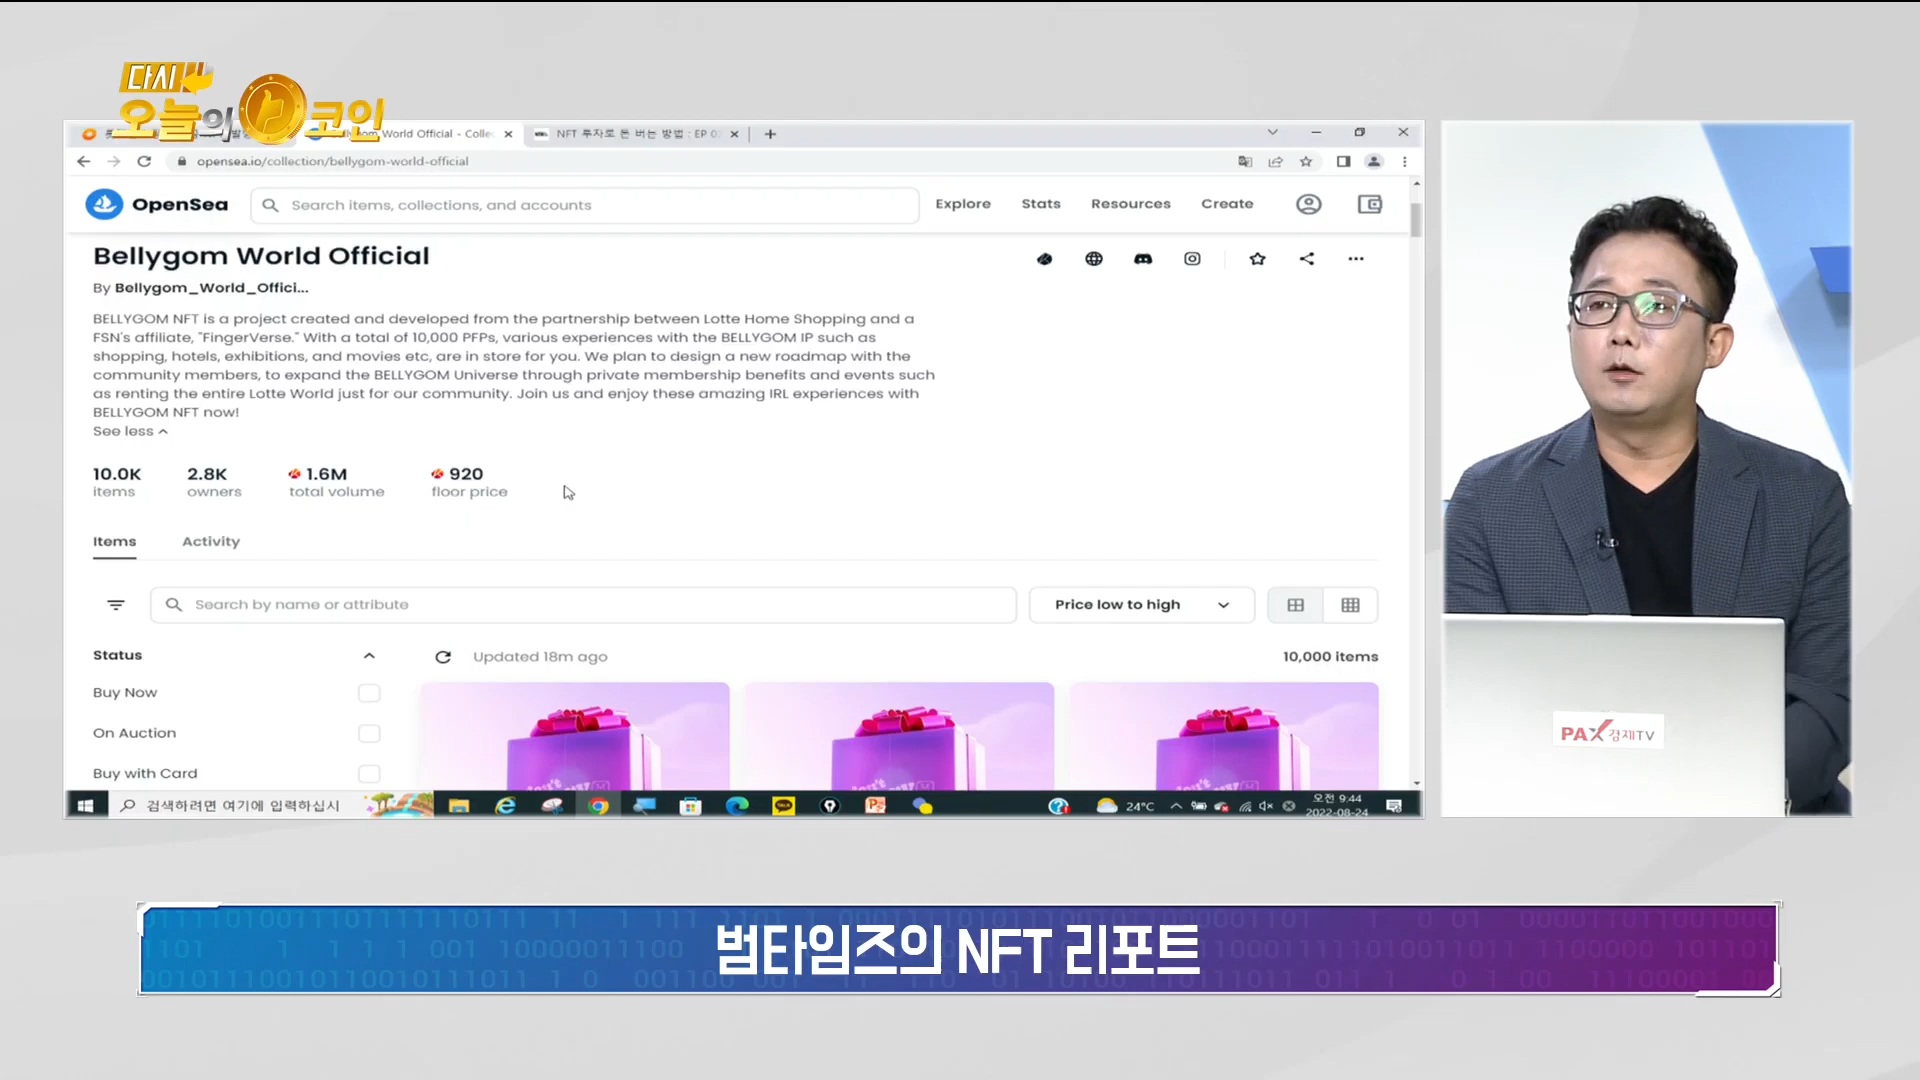 다시
오늘의 코인
World Official - Collec
NFT 투자로 돈 버는 방법 : EP 0
opensea.io/collection/bellygom-world-official
OpenSea
Search items, collections, and accounts
Explore
Stats
Resources
Create
Bellygom World Official
By Bellygom_World_Offici...
BELLYGOM NFT is a project created and developed from the partnership between Lotte Home Shopping and a
FSN's affiliate, "FingerVerse." With a total of 10,000 PFPs, various experiences with the BELLYGOM IP such as
shopping, hotels, exhibitions, and movies etc, are in store for you. We plan to design a new roadmap with the
community members, to expand the BELLYGOM Universe through private membership benefits and events such
as renting the entire Lotte World just for our community. Join us and enjoy these amazing IRL experiences with
BELLYGOM NFT now!
See less
10.0K
items
2.8K
owners
1.6M
total volume
920
floor price
Items
Activity
Search by name or attribute
Price low to high
Status
Updated 18m ago
10,000 items
Buy Now
On Auction
Buy with Card
검색하려면 여기에 입력하십시
24°C
오전 9:44
2022-08-24
PAX경제TV
범타임즈의 NFT 리포트